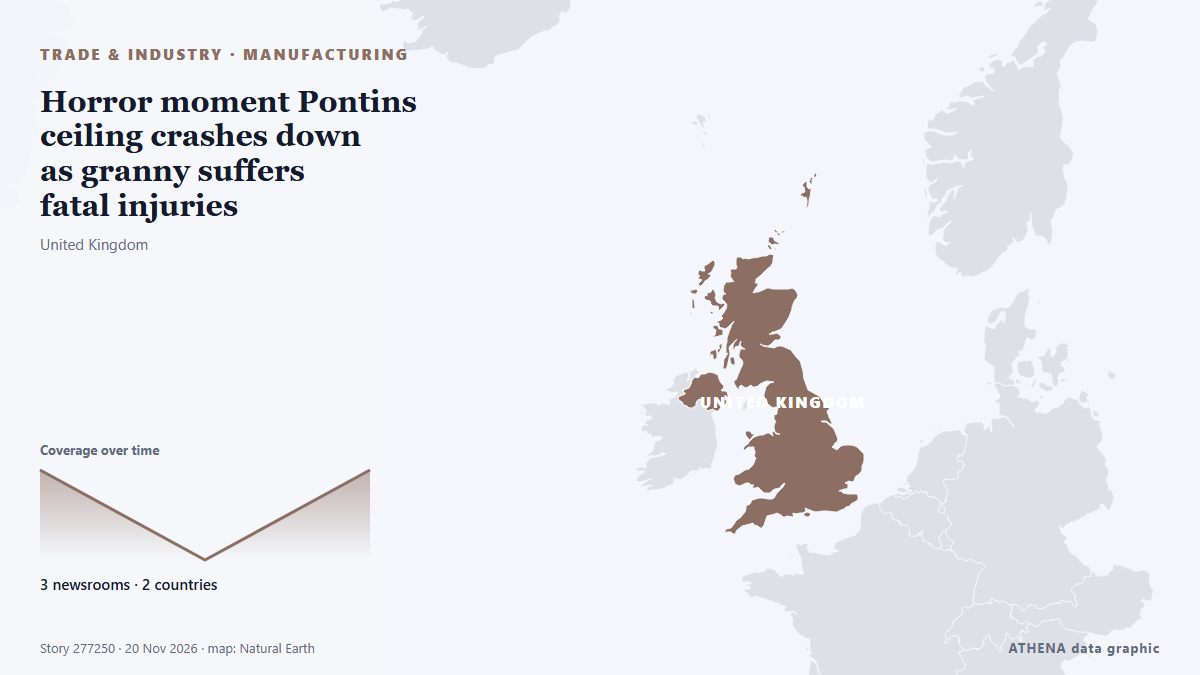 TRADE & INDUSTRY · MANUFACTURING
Horror moment Pontins
ceiling crashes down
as granny suffers
fatal injuries
United Kingdom
UNITED KINGDOM
Coverage over time
3 newsrooms · 2 countries
Story 277250 · 20 Nov 2026 · map: Natural Earth
ATHENA data graphic